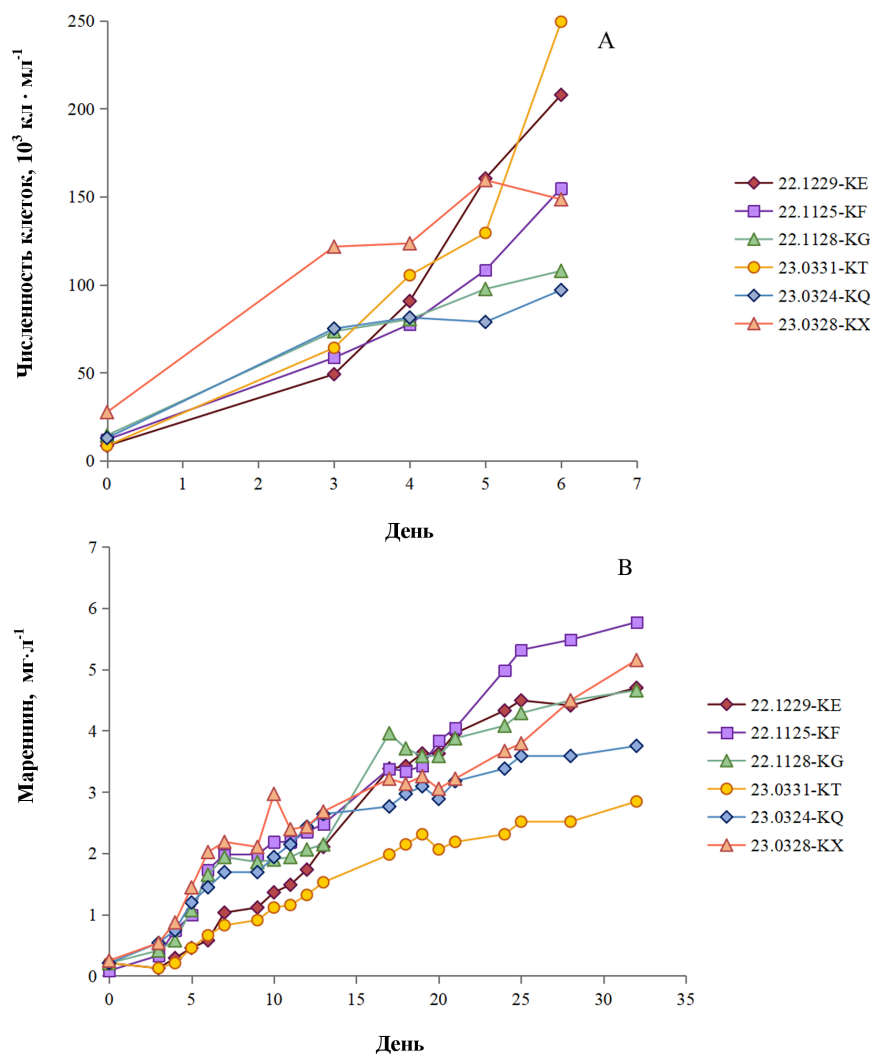 Численность клеток, 10³ кл · мл⁻¹
250
200
150
100
50
0
0 1 2 3 4 5 6 7
День
A
22.1229-KE
22.1125-KF
22.1128-KG
23.0331-KT
23.0324-KQ
23.0328-KX
Мареннин, мг·л⁻¹
7
6
5
4
3
2
1
0
0 5 10 15 20 25 30 35
День
B
22.1229-KE
22.1125-KF
22.1128-KG
23.0331-KT
23.0324-KQ
23.0328-KX